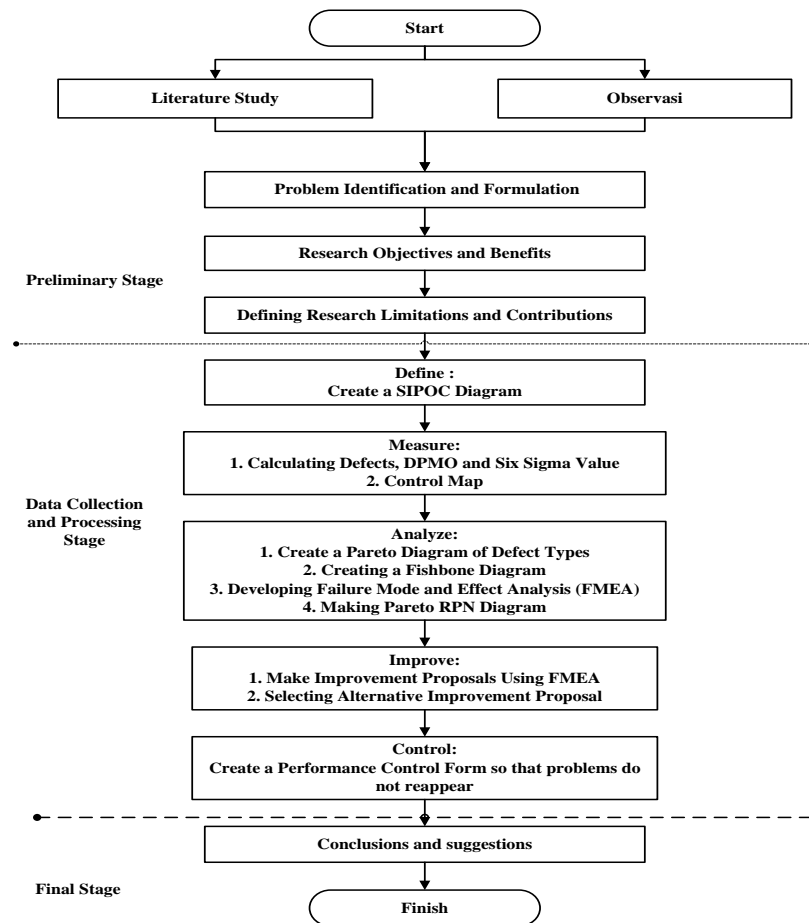 Start
Literature Study
Observasi
Problem Identification and Formulation
Research Objectives and Benefits
Preliminary Stage
Defining Research Limitations and Contributions
Define :
Create a SIPOC Diagram
Measure:
1. Calculating Defects, DPMO and Six Sigma Value
2. Control Map
Data Collection
and Processing
Stage
Analyze:
1. Create a Pareto Diagram of Defect Types
2. Creating a Fishbone Diagram
3. Developing Failure Mode and Effect Analysis (FMEA)
4. Making Pareto RPN Diagram
Improve:
1. Make Improvement Proposals Using FMEA
2. Selecting Alternative Improvement Proposal
Control:
Create a Performance Control Form so that problems do
not reappear
Conclusions and suggestions
Final Stage
Finish